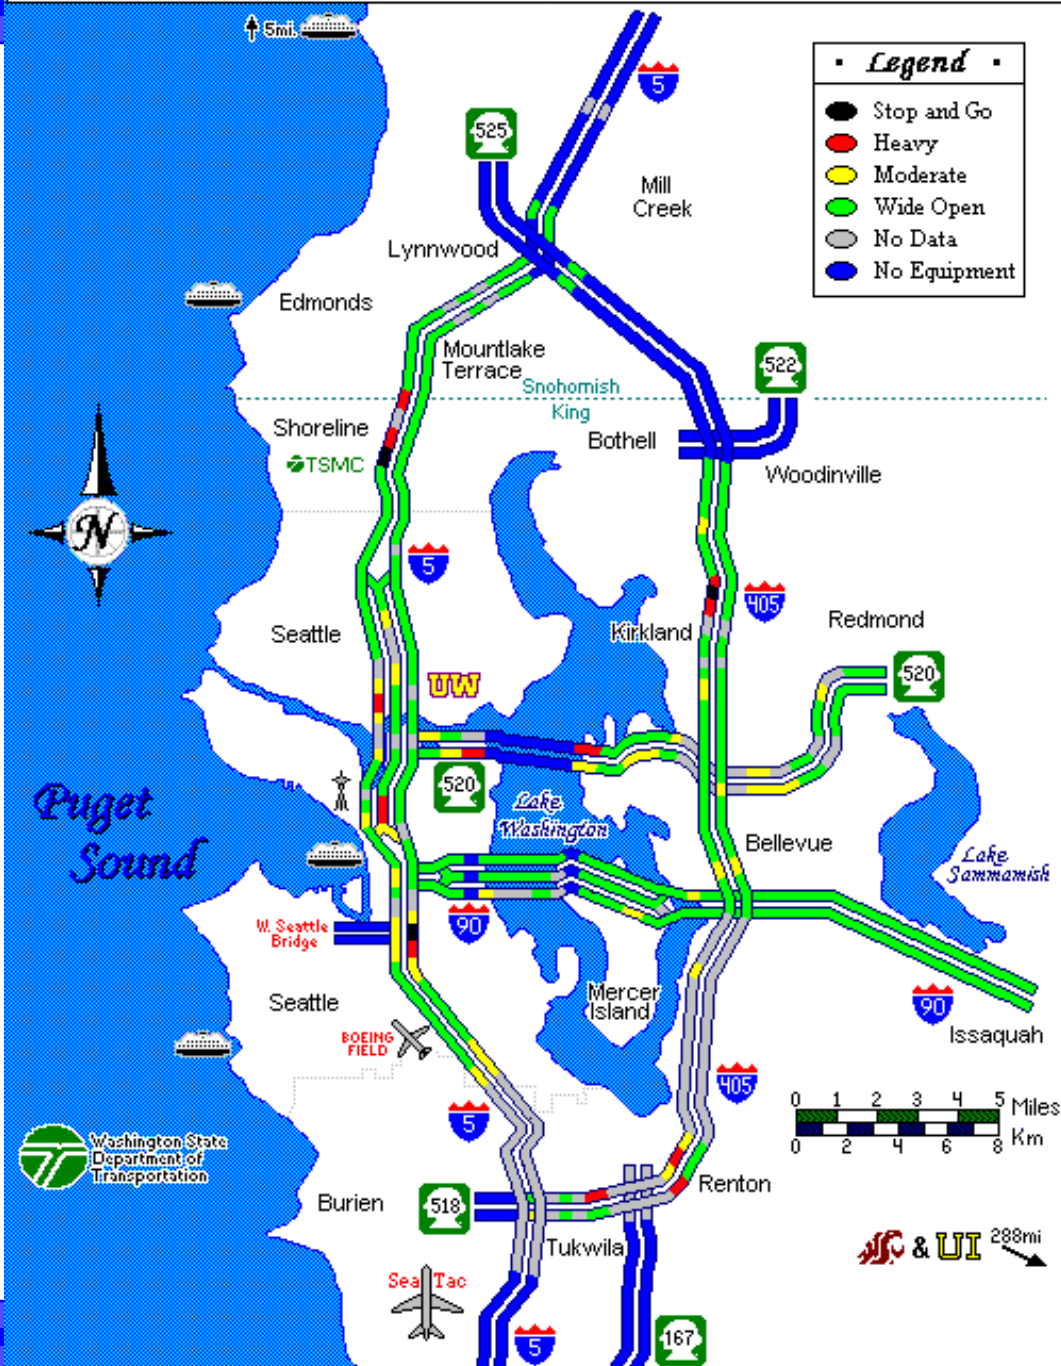 5mi.
Legend
Stop and Go
Heavy
Moderate
Wide Open
No Data
No Equipment
5
525
Mill
Creek
Lynnwood
Edmonds
Mountlake
Terrace
Snohomish
King
522
Shoreline
TSMC
Bothell
Woodinville
N
5
405
Redmond
Seattle
Kirkland
UW
520
520
Puget
Sound
Lake
Washington
Bellevue
Lake
Sammamish
W. Seattle
Bridge
90
Seattle
Mercer
Island
90
Issaquah
BOEING
FIELD
405
5
0 1 2 3 4 5 Miles
0 2 4 6 8 Km
Washington State
Department of
Transportation
Burien
518
Renton
Tukwila
& UI 288mi
Sea Tac
5
167